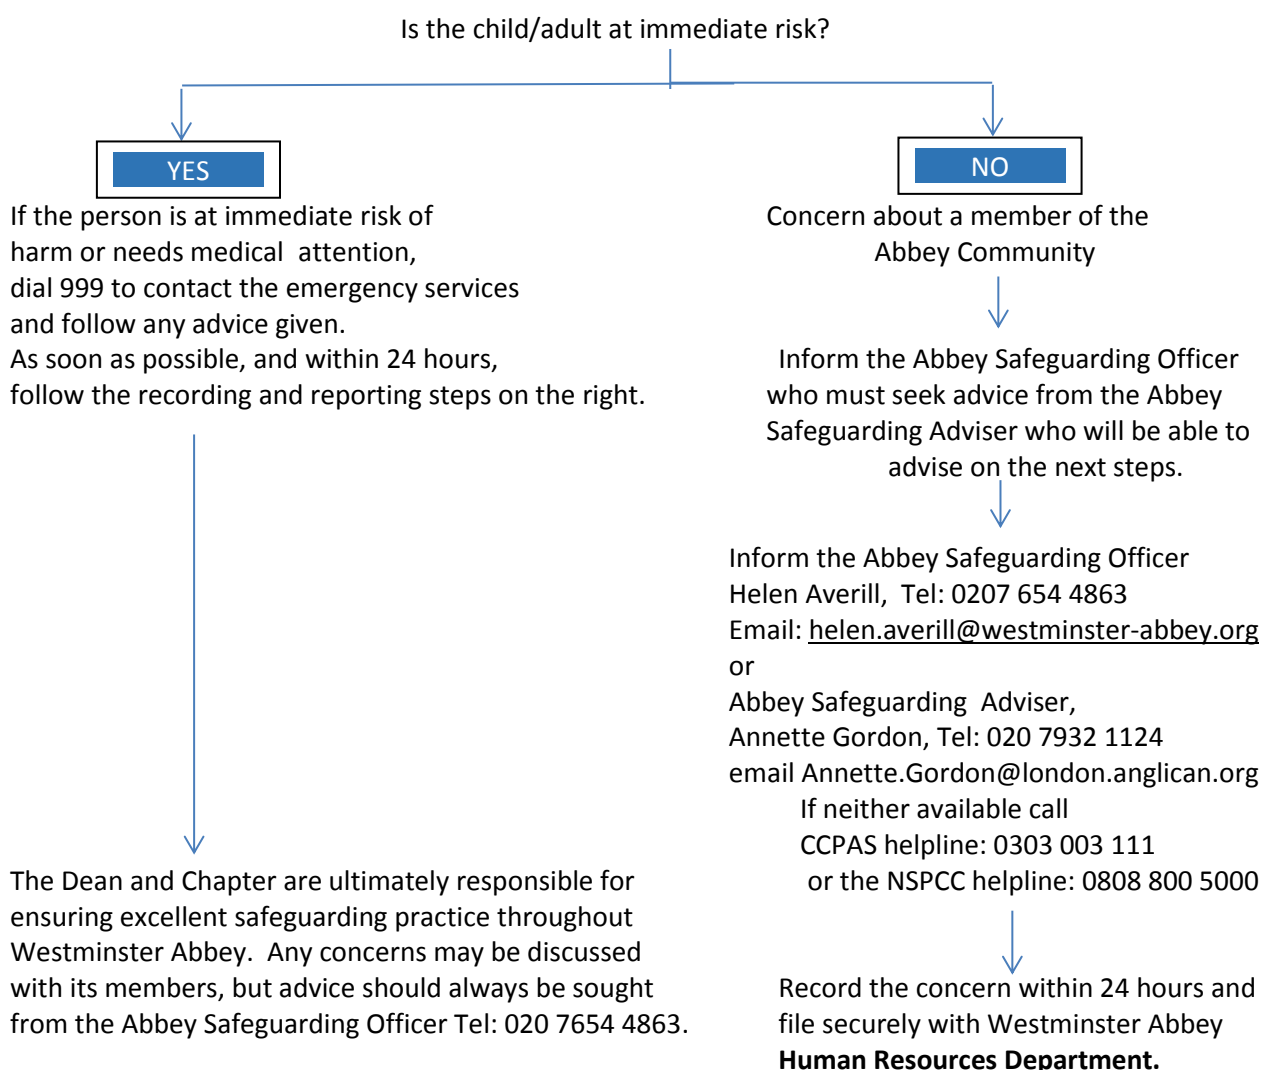 Is the child/adult at immediate risk?
YES
If the person is at immediate risk of
harm or needs medical attention,
dial 999 to contact the emergency services
and follow any advice given.
As soon as possible, and within 24 hours,
follow the recording and reporting steps on the right.
The Dean and Chapter are ultimately responsible for
ensuring excellent safeguarding practice throughout
Westminster Abbey. Any concerns may be discussed
with its members, but advice should always be sought
from the Abbey Safeguarding Officer Tel: 020 7654 4863.
NO
Concern about a member of the
Abbey Community
Inform the Abbey Safeguarding Officer
who must seek advice from the Abbey
Safeguarding Adviser who will be able to
advise on the next steps.
Inform the Abbey Safeguarding Officer
Helen Averill, Tel: 0207 654 4863
Email: helen.averill@westminster-abbey.org
or
Abbey Safeguarding Adviser,
Annette Gordon, Tel: 020 7932 1124
email Annette.Gordon@london.anglican.org
If neither available call
CCPAS helpline: 0303 003 111
or the NSPCC helpline: 0808 800 5000
Record the concern within 24 hours and
file securely with Westminster Abbey
Human Resources Department.